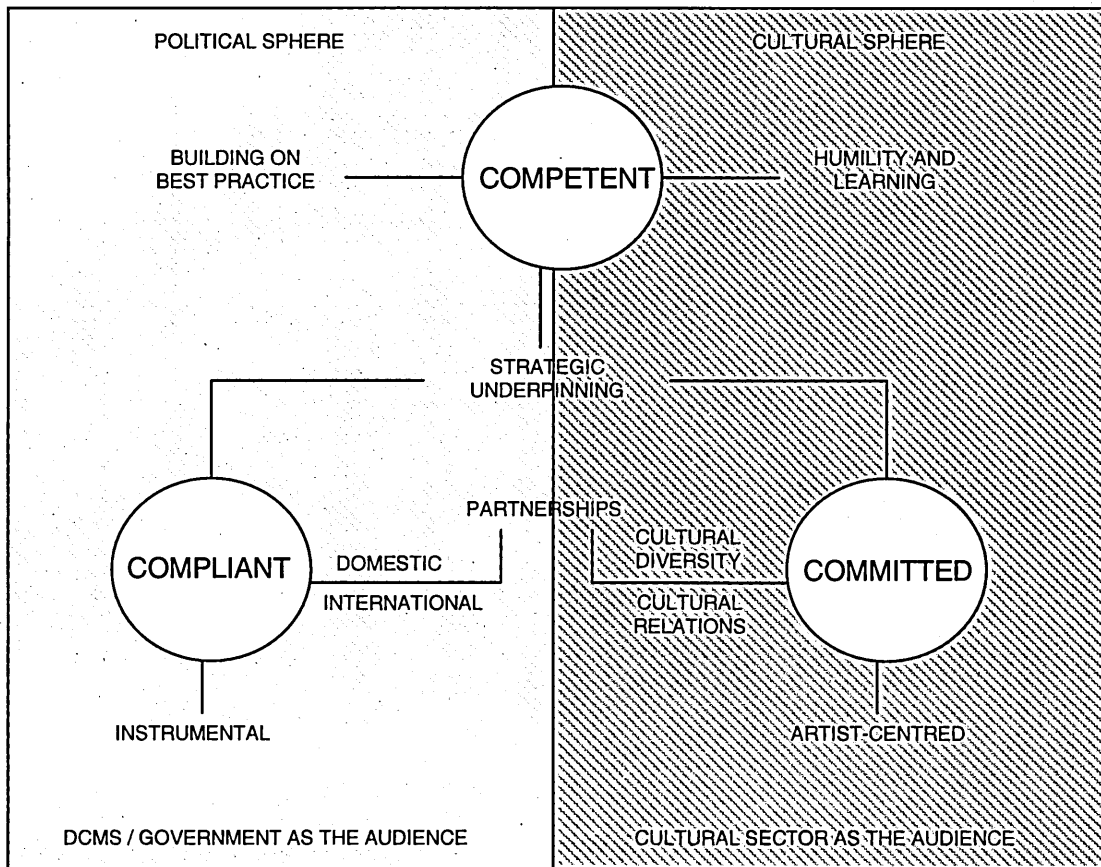 POLITICAL SPHERE
CULTURAL SPHERE
BUILDING ON
BEST PRACTICE
COMPETENT
HUMILITY AND
LEARNING
STRATEGIC
UNDERPINNING
PARTNERSHIPS
COMPLIANT
DOMESTIC
INTERNATIONAL
CULTURAL
DIVERSITY
CULTURAL
RELATIONS
COMMITTED
INSTRUMENTAL
ARTIST-CENTRED
DCMS / GOVERNMENT AS THE AUDIENCE
CULTURAL SECTOR AS THE AUDIENCE